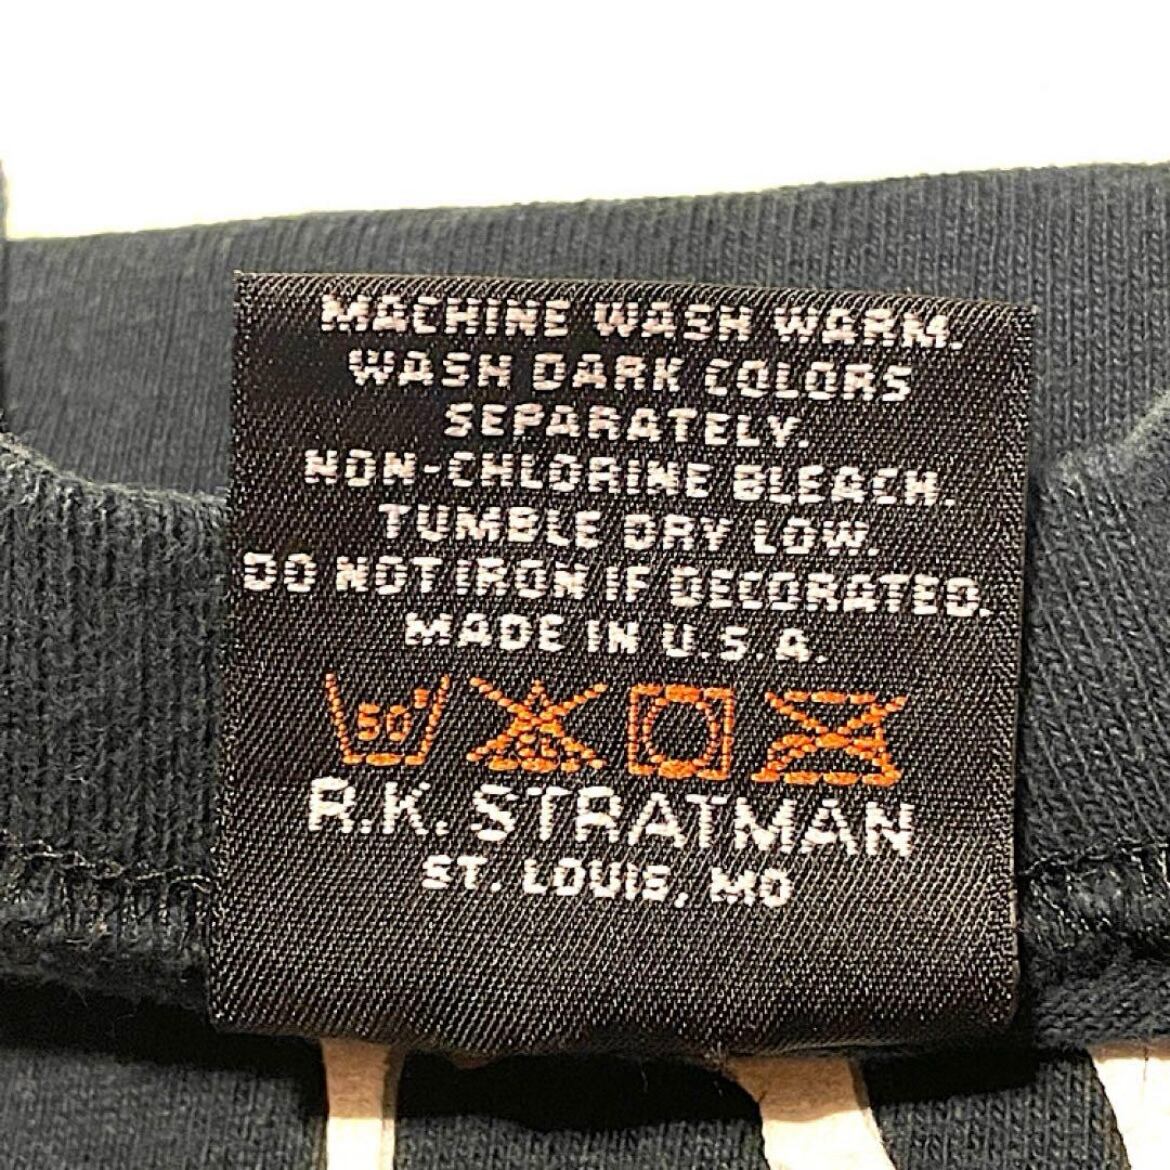 MACHINE WASH WARM.
WASH DARK COLORS
SEPARATELY.
NON-CHLORINE BLEACH.
TUMBLE DRY LOW.
DO NOT IRON IF DECORATED.
MADE IN U.S.A.
50°
R.K. STRATMAN
ST. LOUIS, MO